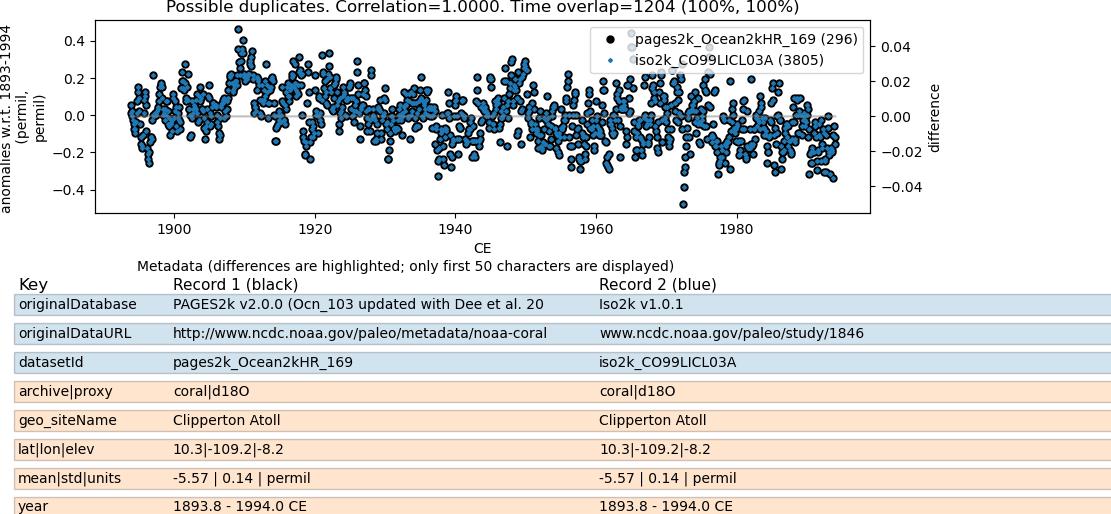 Possible duplicates. Correlation=1.0000. Time overlap=1204 (100%, 100%)
anomalies w.r.t. 1893-1994
(permil,
permil)
0.4
0.2
0.0
−0.2
−0.4
pages2k_Ocean2kHR_169 (296)
iso2k_CO99LICL03A (3805)
0.04
0.02
0.00
−0.02
−0.04
difference
1900 1920 1940 1960 1980
CE
Metadata (differences are highlighted; only first 50 characters are displayed)
Key Record 1 (black) Record 2 (blue)
originalDatabase PAGES2k v2.0.0 (Ocn_103 updated with Dee et al. 20 Iso2k v1.0.1
originalDataURL http://www.ncdc.noaa.gov/paleo/metadata/noaa-coral www.ncdc.noaa.gov/paleo/study/1846
datasetId pages2k_Ocean2kHR_169 iso2k_CO99LICL03A
archive|proxy coral|d18O coral|d18O
geo_siteName Clipperton Atoll Clipperton Atoll
lat|lon|elev 10.3|-109.2|-8.2 10.3|-109.2|-8.2
mean|std|units -5.57 | 0.14 | permil -5.57 | 0.14 | permil
year 1893.8 - 1994.0 CE 1893.8 - 1994.0 CE